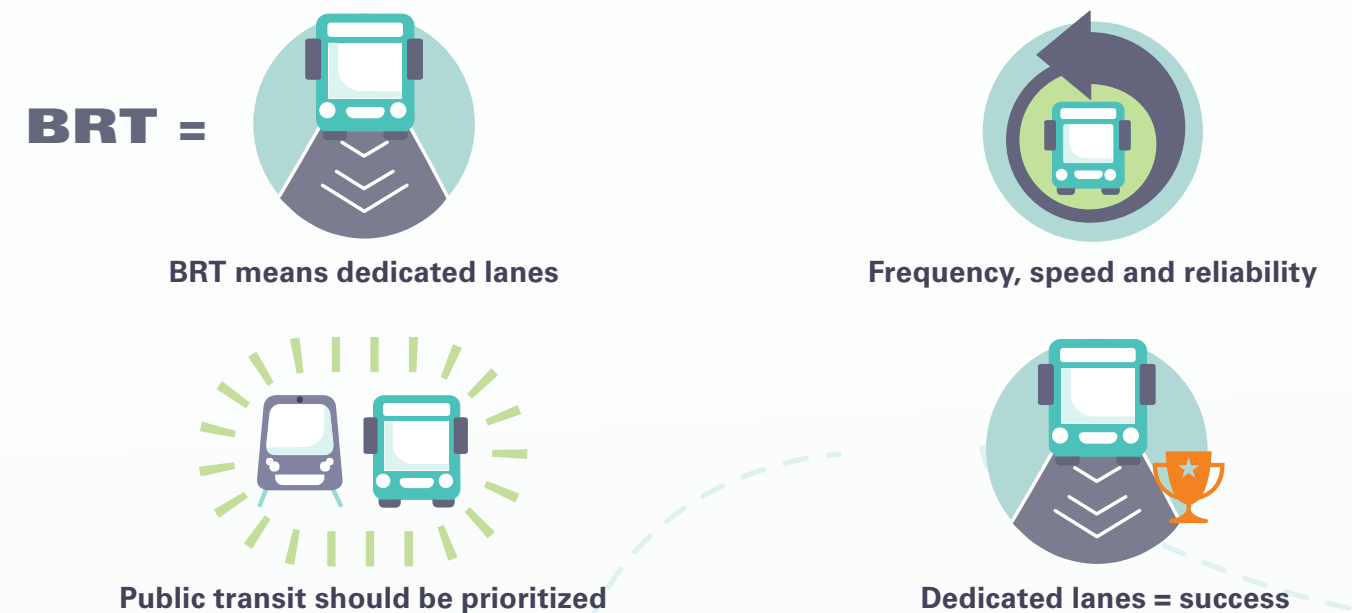 BRT =
BRT means dedicated lanes
Frequency, speed and reliability
Public transit should be prioritized
Dedicated lanes = success